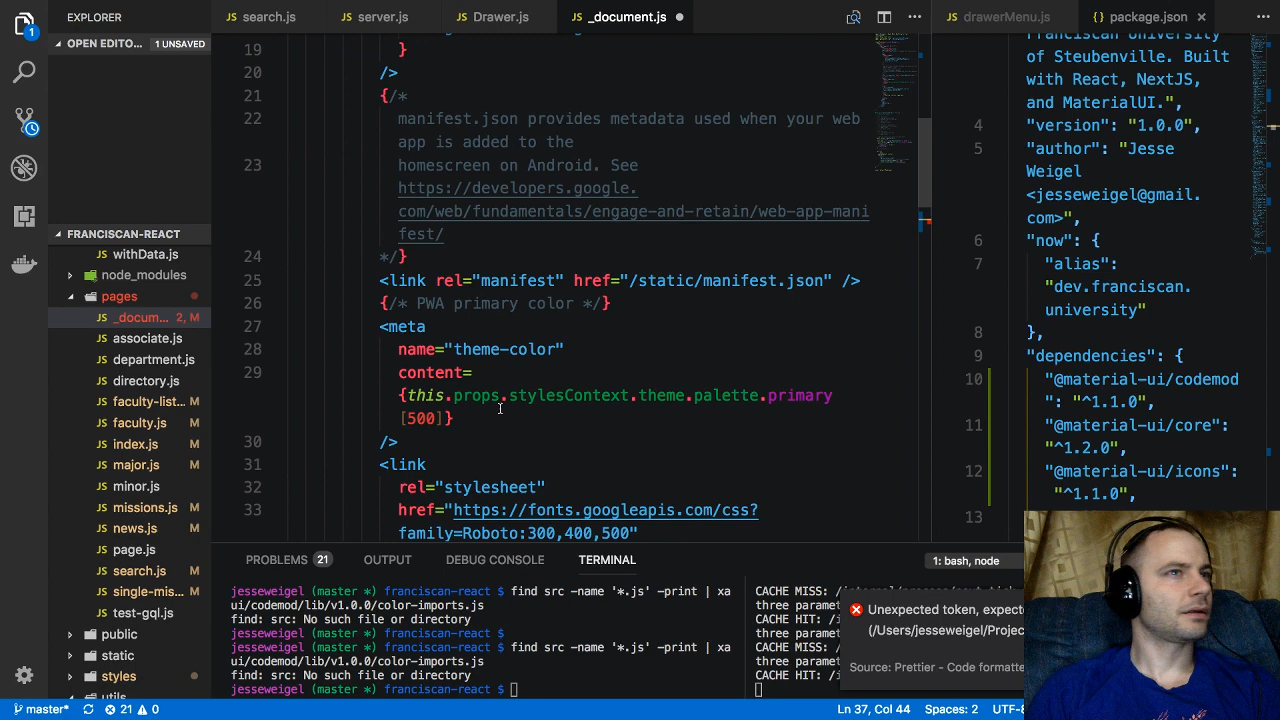 EXPLORER
search.js
server.js
Drawer.js
_document.js
drawerMenu.js
package.json
OPEN EDITO... 1 UNSAVED
FRANCISCAN-REACT
withData.js
node_modules
pages
_docum... 2, M
associate.js
department.js
directory.js
faculty-list... M
faculty.js M
index.js M
major.js M
minor.js
missions.js M
news.js M
page.js
search.js M
single-mis... M
test-gql.js
public
static
styles
utils
19 }
20 />
21 {/*
22 manifest.json provides metadata used when your web
app is added to the
23 homescreen on Android. See
https://developers.google.
com/web/fundamentals/engage-and-retain/web-app-mani
fest/
24 */}
25 <link rel="manifest" href="/static/manifest.json" />
26 {/* PWA primary color */}
27 <meta
28 name="theme-color"
29 content=
{this.props.stylesContext.theme.palette.primary
[500]}
30 />
31 <link
32 rel="stylesheet"
33 href="https://fonts.googleapis.com/css?
family=Roboto:300,400,500"
Franciscan University
of Steubenville. Built
with React, NextJS,
and MaterialUI.",
4 "version": "1.0.0",
5 "author": "Jesse
Weigel
<jesseweigel@gmail.
com>",
6 "now": {
7 "alias":
"dev.franciscan.
university"
8 },
9 "dependencies": {
10 "@material-ui/codemod
": "^1.1.0",
11 "@material-ui/core":
"^1.2.0",
12 "@material-ui/icons":
"^1.1.0",
13
PROBLEMS 21 OUTPUT DEBUG CONSOLE TERMINAL 1: bash, node
jesseweigel (master *) franciscan-react $ find src -name '*.js' -print | xa
ui/codemod/lib/v1.0.0/color-imports.js
find: src: No such file or directory
jesseweigel (master *) franciscan-react $
jesseweigel (master *) franciscan-react $ find src -name '*.js' -print | xa
ui/codemod/lib/v1.0.0/color-imports.js
find: src: No such file or directory
jesseweigel (master *) franciscan-react $
three parame
CACHE HIT: /i
three parame
CACHE HIT: /i
Unexpected token, expecte
(/Users/jesseweigel/Projec
Source: Prettier - Code formatte
master* 21 0 Ln 37, Col 44 Spaces: 2 UTF-8